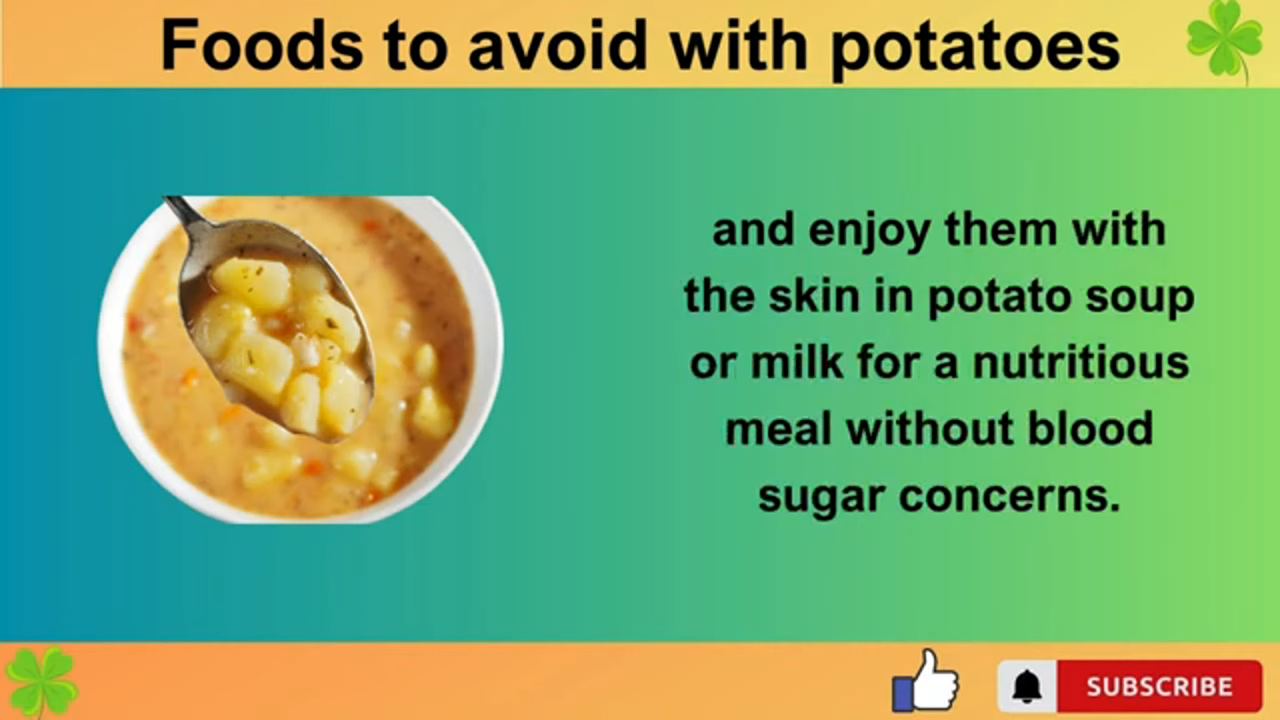 Foods to avoid with potatoes
and enjoy them with
the skin in potato soup
or milk for a nutritious
meal without blood
sugar concerns.
SUBSCRIBE